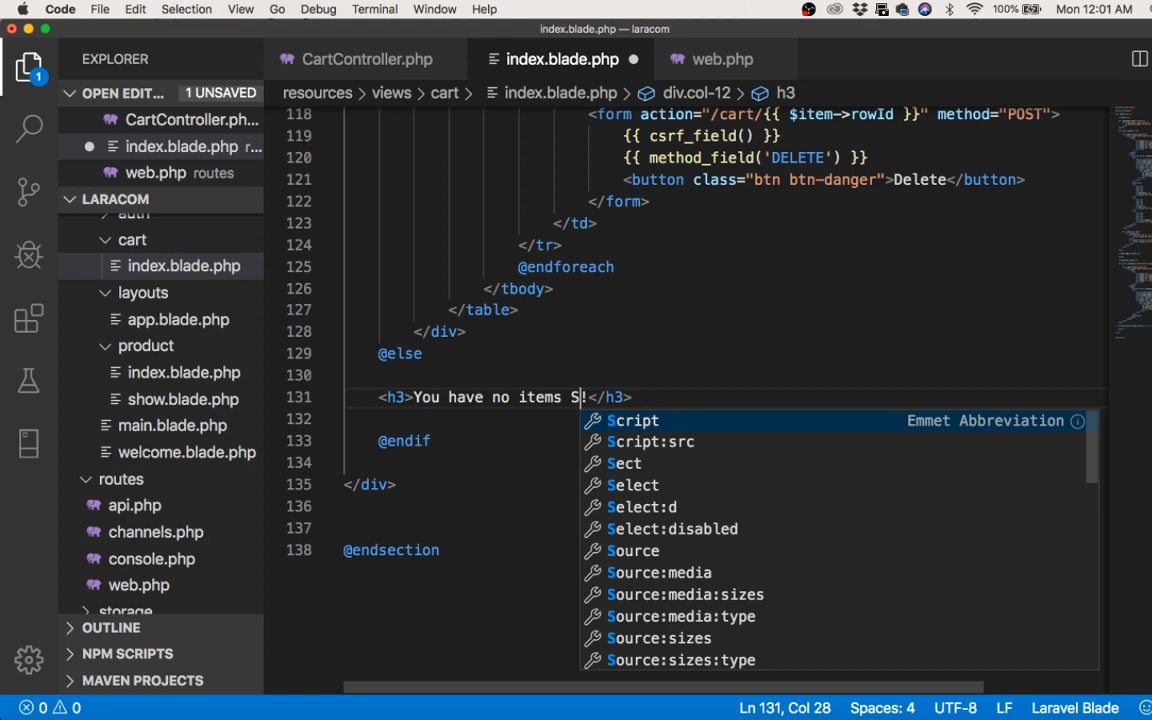 Code File Edit Selection View Go Debug Terminal Window Help 100% Mon 12:01 AM
index.blade.php — laracom
EXPLORER
CartController.php index.blade.php web.php
OPEN EDIT... 1 UNSAVED
resources > views > cart > index.blade.php > div.col-12 > h3
CartController.ph...
index.blade.php r...
web.php routes
LARACOM
auth
cart
index.blade.php
layouts
app.blade.php
product
index.blade.php
show.blade.php
main.blade.php
welcome.blade.php
routes
api.php
channels.php
console.php
web.php
storage
OUTLINE
NPM SCRIPTS
MAVEN PROJECTS
1
118 <form action="/cart/{{ $item->rowId }}" method="POST">
119 {{ csrf_field() }}
120 {{ method_field('DELETE') }}
121 <button class="btn btn-danger">Delete</button>
122 </form>
123 </td>
124 </tr>
125 @endforeach
126 </tbody>
127 </table>
128 </div>
129 @else
130
131 <h3>You have no items S!</h3>
132
133 @endif
134
135 </div>
136
137
138 @endsection
Script Emmet Abbreviation
Script:src
Sect
Select
Select:d
Select:disabled
Source
Source:media
Source:media:sizes
Source:media:type
Source:sizes
Source:sizes:type
0 0 Ln 131, Col 28 Spaces: 4 UTF-8 LF Laravel Blade